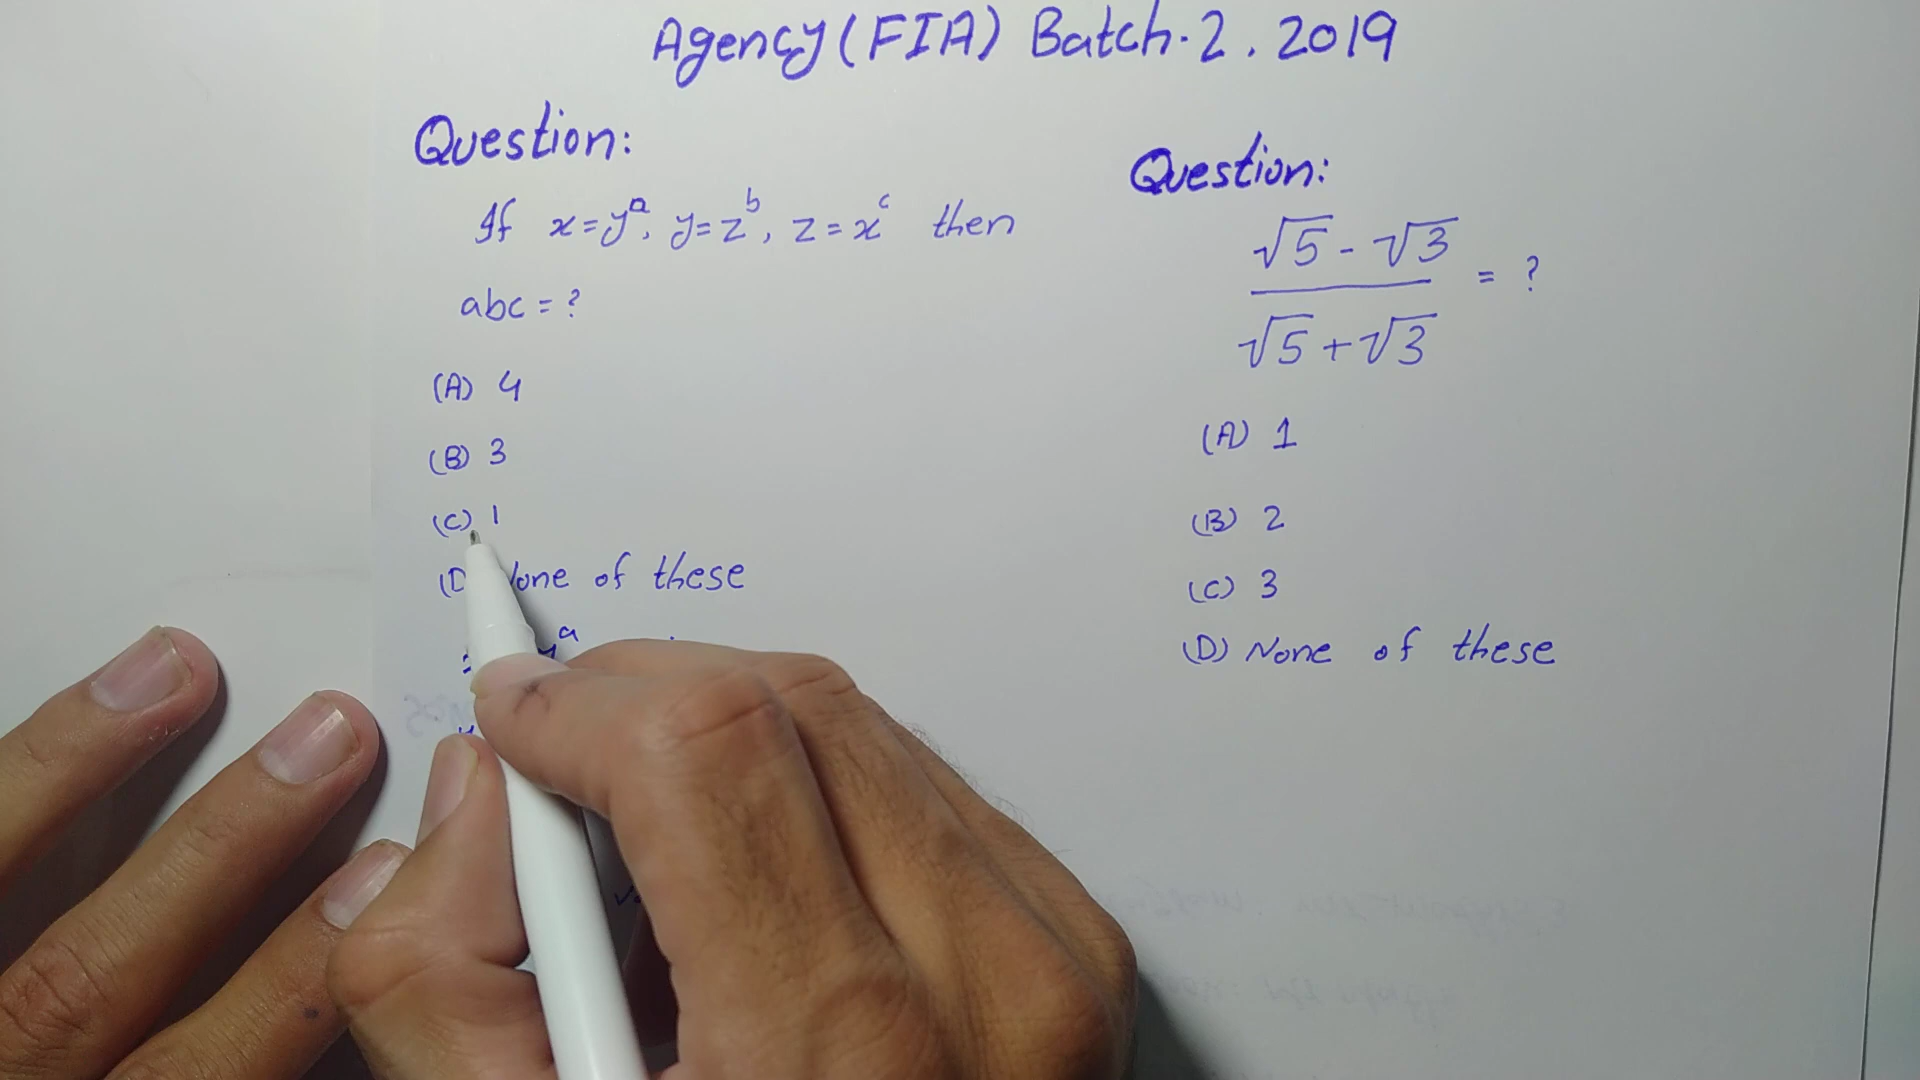 Agency (FIA) Batch. 2. 2019
Question:
If x=y^a, y=z^b, z=x^c then
abc = ?
(A) 4
(B) 3
(C) 1
(D) None of these
Question:
√5 - √3
= ?
√5 + √3
(A) 1
(B) 2
(C) 3
(D) None of these